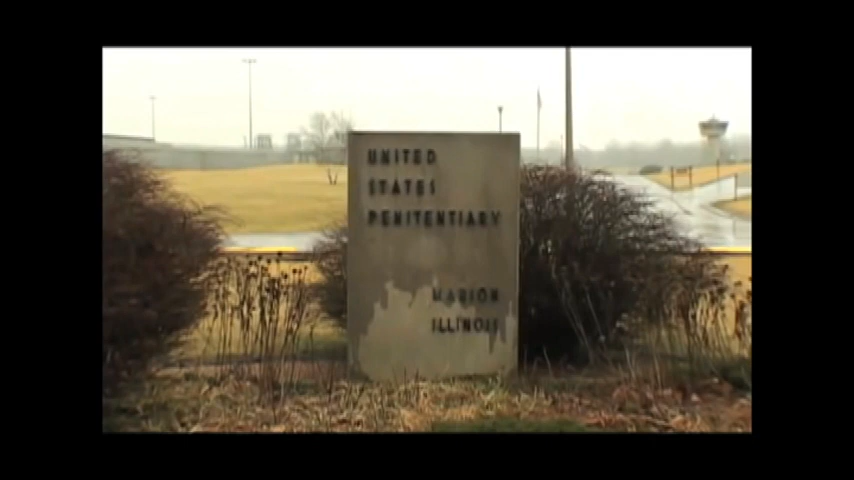 UNITED
STATES
PENITENTIARY
MARION
ILLINOIS